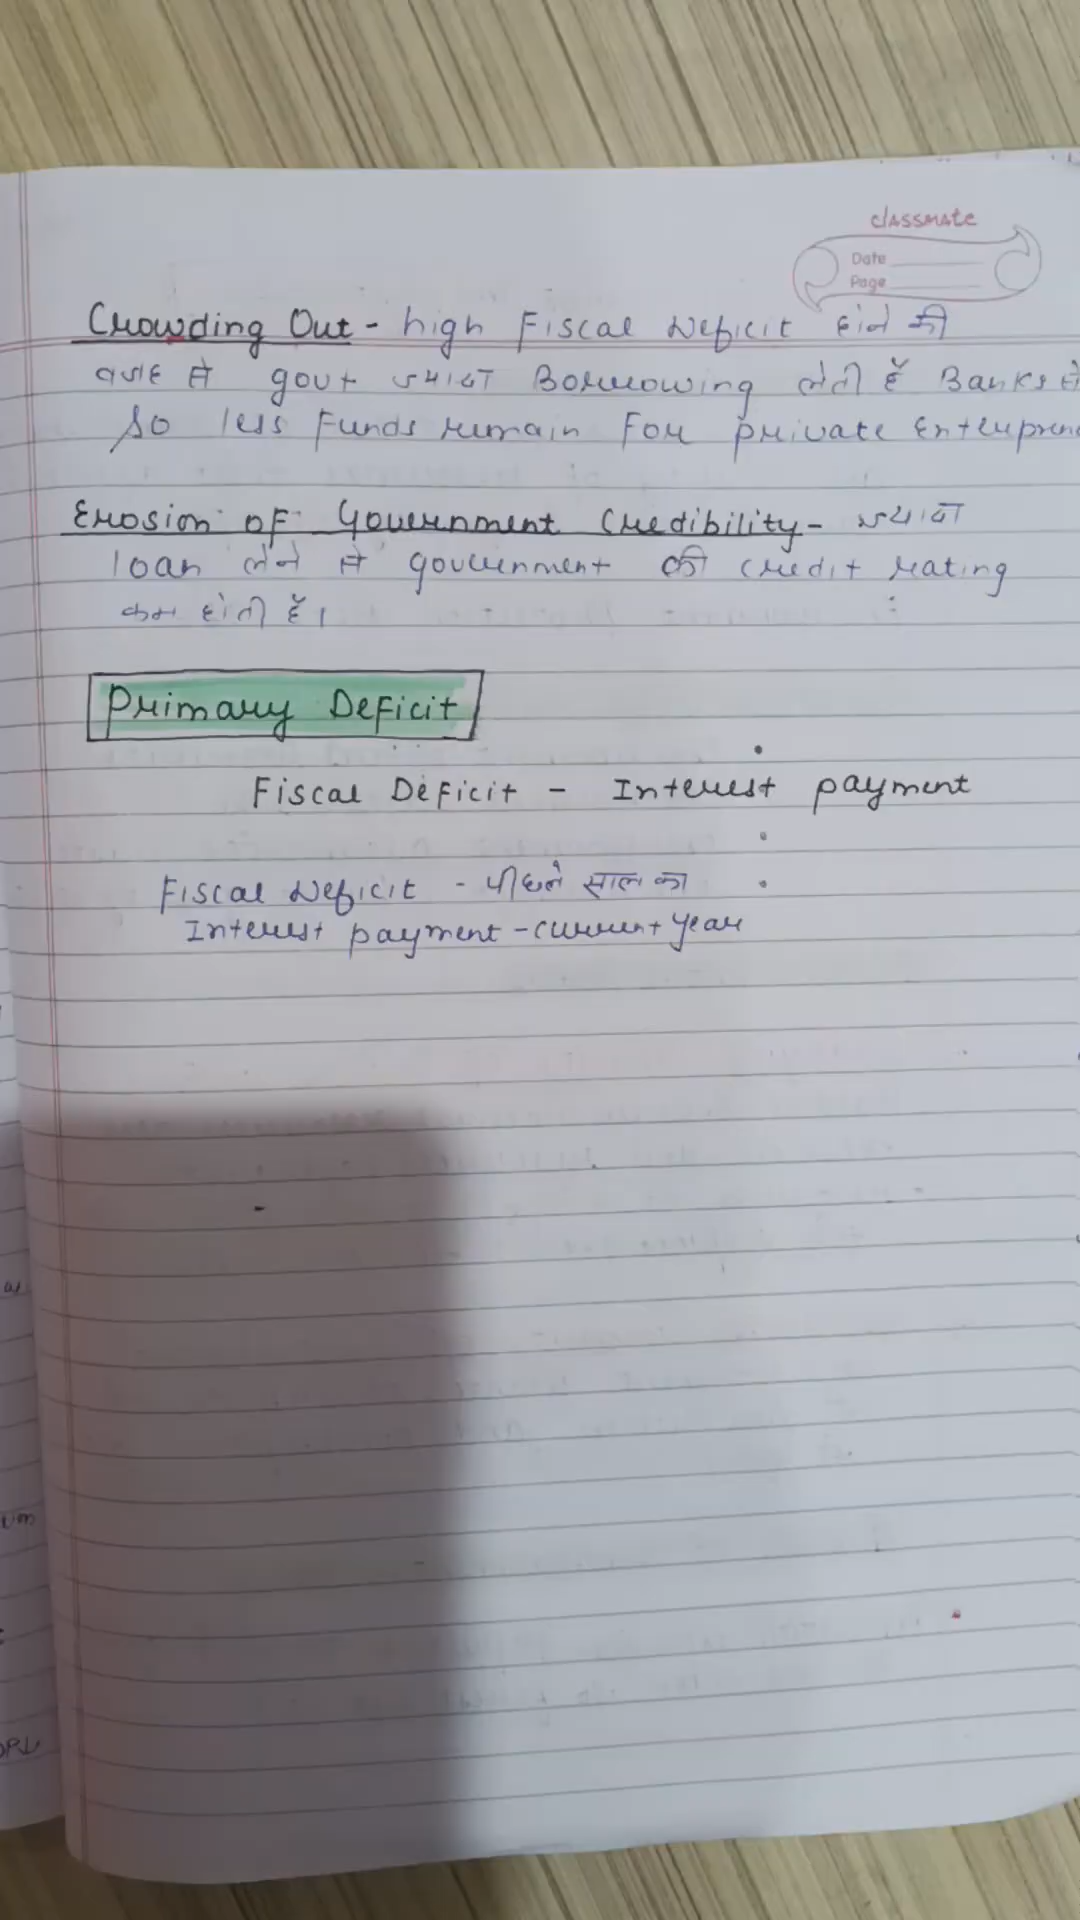 classmate
Date
Page
Crowding Out - high Fiscal Deficit होने की
वजह से govt ज्यादा Borrowing लेती हैं Banks से
so less Funds remain For private Enterpren
Erosion of Government Credibility - ज्यादा
loan लेने से government की credit rating
कम होती हैं।
Primary Deficit
Fiscal Deficit - Interest payment
Fiscal Deficit - पीछले साल का
Interest payment - current year